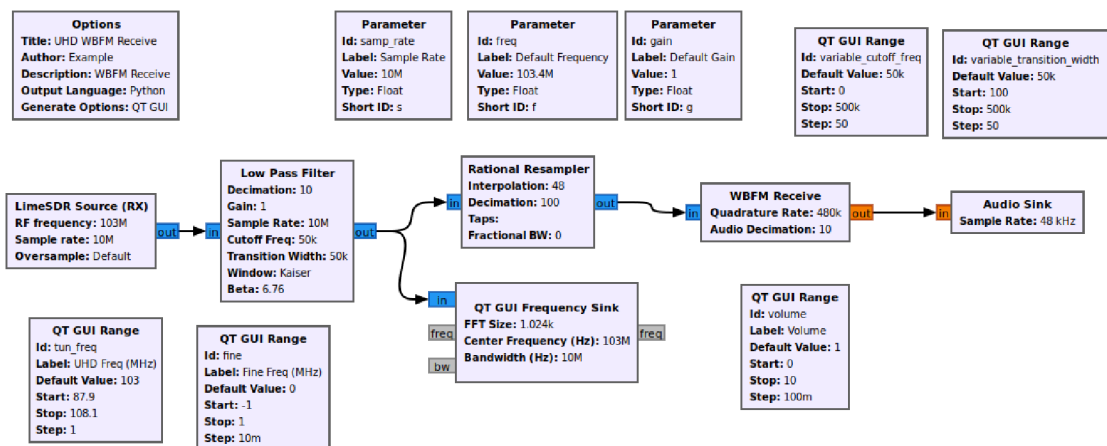 Options
Title: UHD WBFM Receive
Author: Example
Description: WBFM Receive
Output Language: Python
Generate Options: QT GUI
Parameter
Id: samp_rate
Label: Sample Rate
Value: 10M
Type: Float
Short ID: s
Parameter
Id: freq
Label: Default Frequency
Value: 103.4M
Type: Float
Short ID: f
Parameter
Id: gain
Label: Default Gain
Value: 1
Type: Float
Short ID: g
QT GUI Range
Id: variable_cutoff_freq
Default Value: 50k
Start: 0
Stop: 500k
Step: 50
QT GUI Range
Id: variable_transition_width
Default Value: 50k
Start: 100
Stop: 500k
Step: 50
LimeSDR Source (RX)
RF frequency: 103M
Sample rate: 10M
Oversample: Default
out
in
Low Pass Filter
Decimation: 10
Gain: 1
Sample Rate: 10M
Cutoff Freq: 50k
Transition Width: 50k
Window: Kaiser
Beta: 6.76
out
in
Rational Resampler
Interpolation: 48
Decimation: 100
Taps:
Fractional BW: 0
out
in
WBFM Receive
Quadrature Rate: 480k
Audio Decimation: 10
out
in
Audio Sink
Sample Rate: 48 kHz
in
freq
bw
QT GUI Frequency Sink
FFT Size: 1.024k
Center Frequency (Hz): 103M
Bandwidth (Hz): 10M
freq
QT GUI Range
Id: tun_freq
Label: UHD Freq (MHz)
Default Value: 103
Start: 87.9
Stop: 108.1
Step: 1
QT GUI Range
Id: fine
Label: Fine Freq (MHz)
Default Value: 0
Start: -1
Stop: 1
Step: 10m
QT GUI Range
Id: volume
Label: Volume
Default Value: 1
Start: 0
Stop: 10
Step: 100m